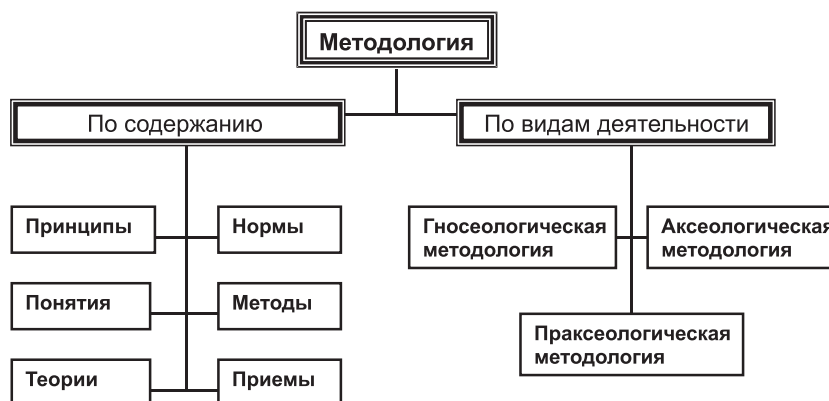 Методология
По содержанию
По видам деятельности
Принципы
Нормы
Понятия
Методы
Теории
Приемы
Гносеологическая
методология
Аксеологическая
методология
Праксеологическая
методология